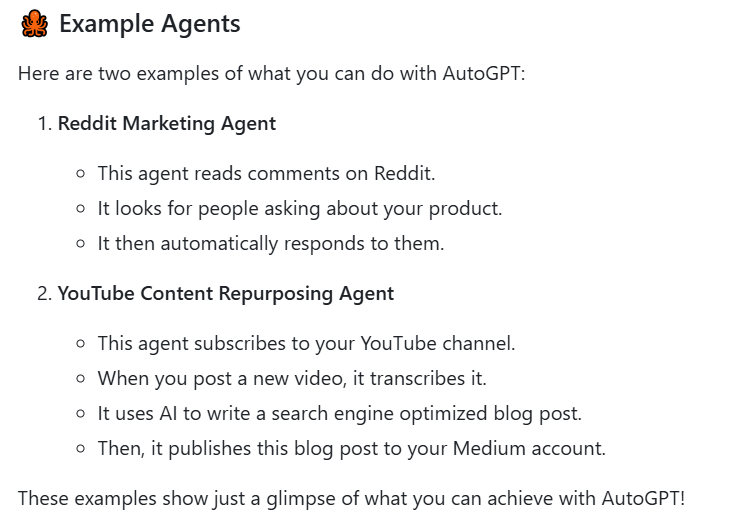 Example Agents
Here are two examples of what you can do with AutoGPT:
1. Reddit Marketing Agent
This agent reads comments on Reddit.
It looks for people asking about your product.
It then automatically responds to them.
2. YouTube Content Repurposing Agent
This agent subscribes to your YouTube channel.
When you post a new video, it transcribes it.
It uses AI to write a search engine optimized blog post.
Then, it publishes this blog post to your Medium account.
These examples show just a glimpse of what you can achieve with AutoGPT!